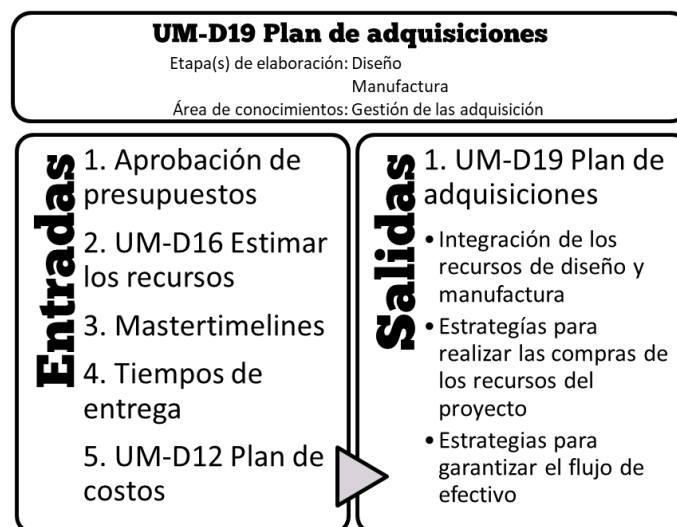 UM-D19 Plan de adquisiciones
Etapa(s) de elaboración: Diseño
Manufactura
Área de conocimientos: Gestión de las adquisición
Entradas
1. Aprobación de
presupuestos
2. UM-D16 Estimar
los recursos
3. Mastertimelines
4. Tiempos de
entrega
5. UM-D12 Plan de
costos
Salidas
1. UM-D19 Plan de
adquisiciones
• Integración de los
recursos de diseño y
manufactura
• Estrategías para
realizar las compras de
los recursos del
proyecto
• Estrategias para
garantizar el flujo de
efectivo